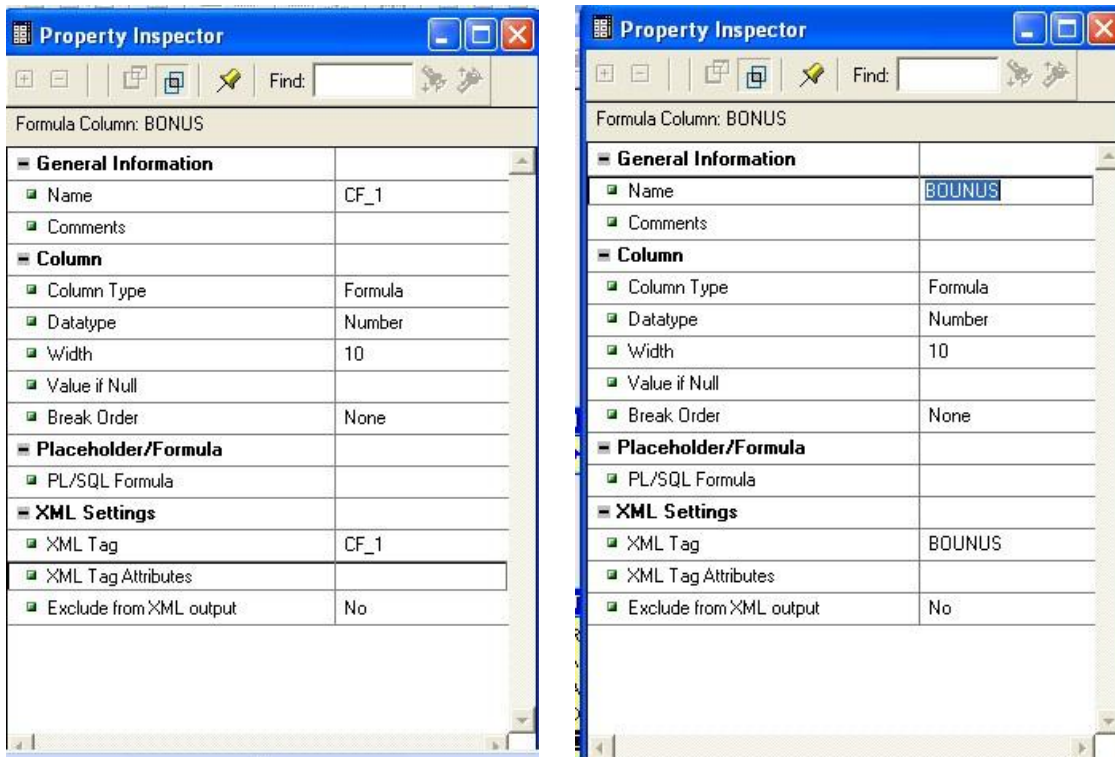 Property Inspector
Find:
Formula Column: BONUS
General Information
Name CF_1
Comments
Column
Column Type Formula
Datatype Number
Width 10
Value if Null
Break Order None
Placeholder/Formula
PL/SQL Formula
XML Settings
XML Tag CF_1
XML Tag Attributes
Exclude from XML output No
Property Inspector
Find:
Formula Column: BONUS
General Information
Name BOUNUS
Comments
Column
Column Type Formula
Datatype Number
Width 10
Value if Null
Break Order None
Placeholder/Formula
PL/SQL Formula
XML Settings
XML Tag BOUNUS
XML Tag Attributes
Exclude from XML output No